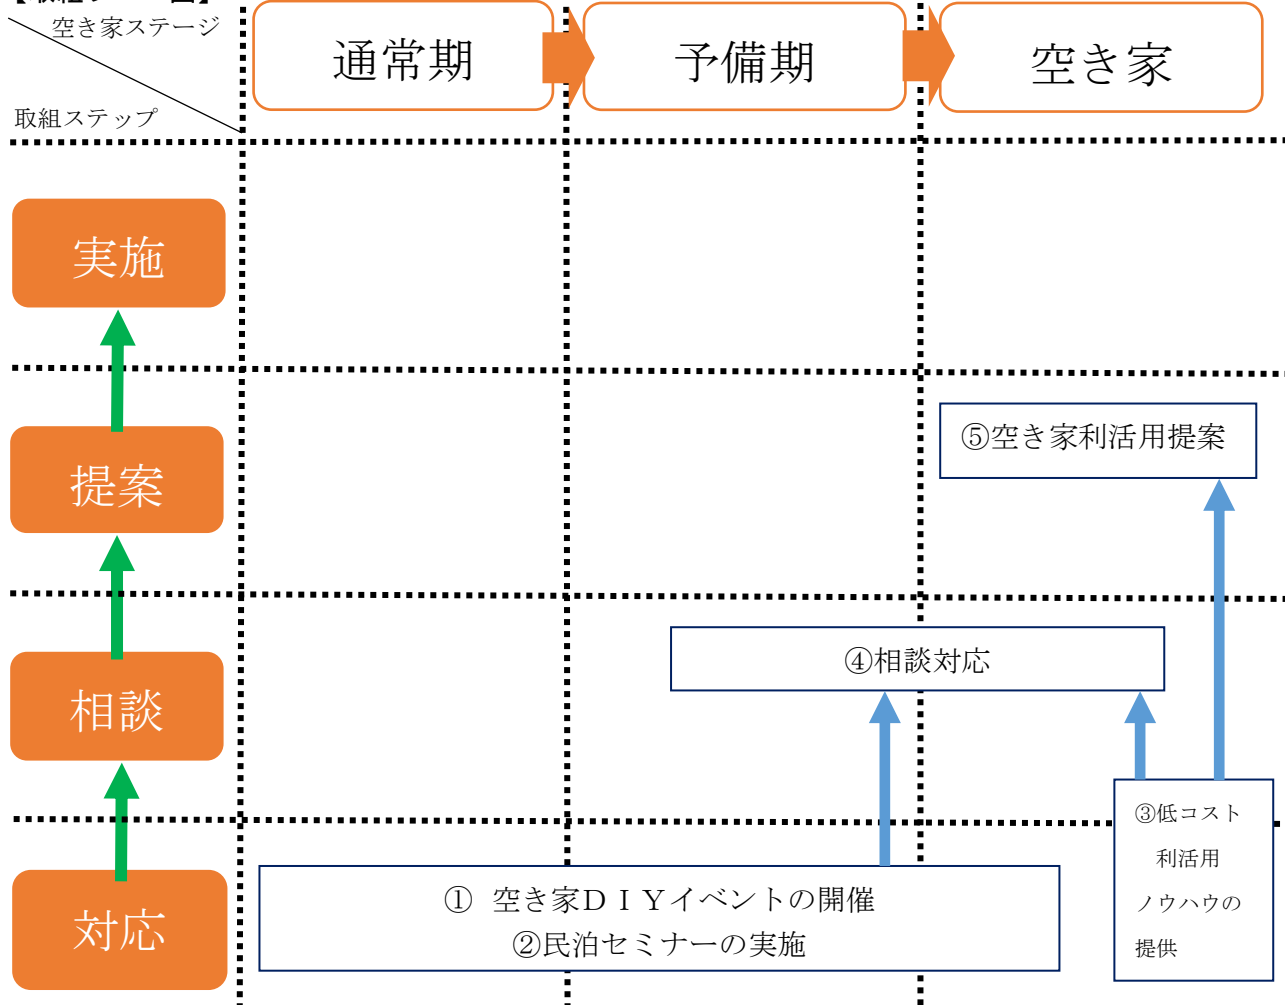 空き家ステージ
取組ステップ
通常期
予備期
空き家
実施
提案
⑤空き家利活用提案
相談
④相談対応
対応
① 空き家ＤＩＹイベントの開催
②民泊セミナーの実施
③低コスト
利活用
ノウハウの
提供